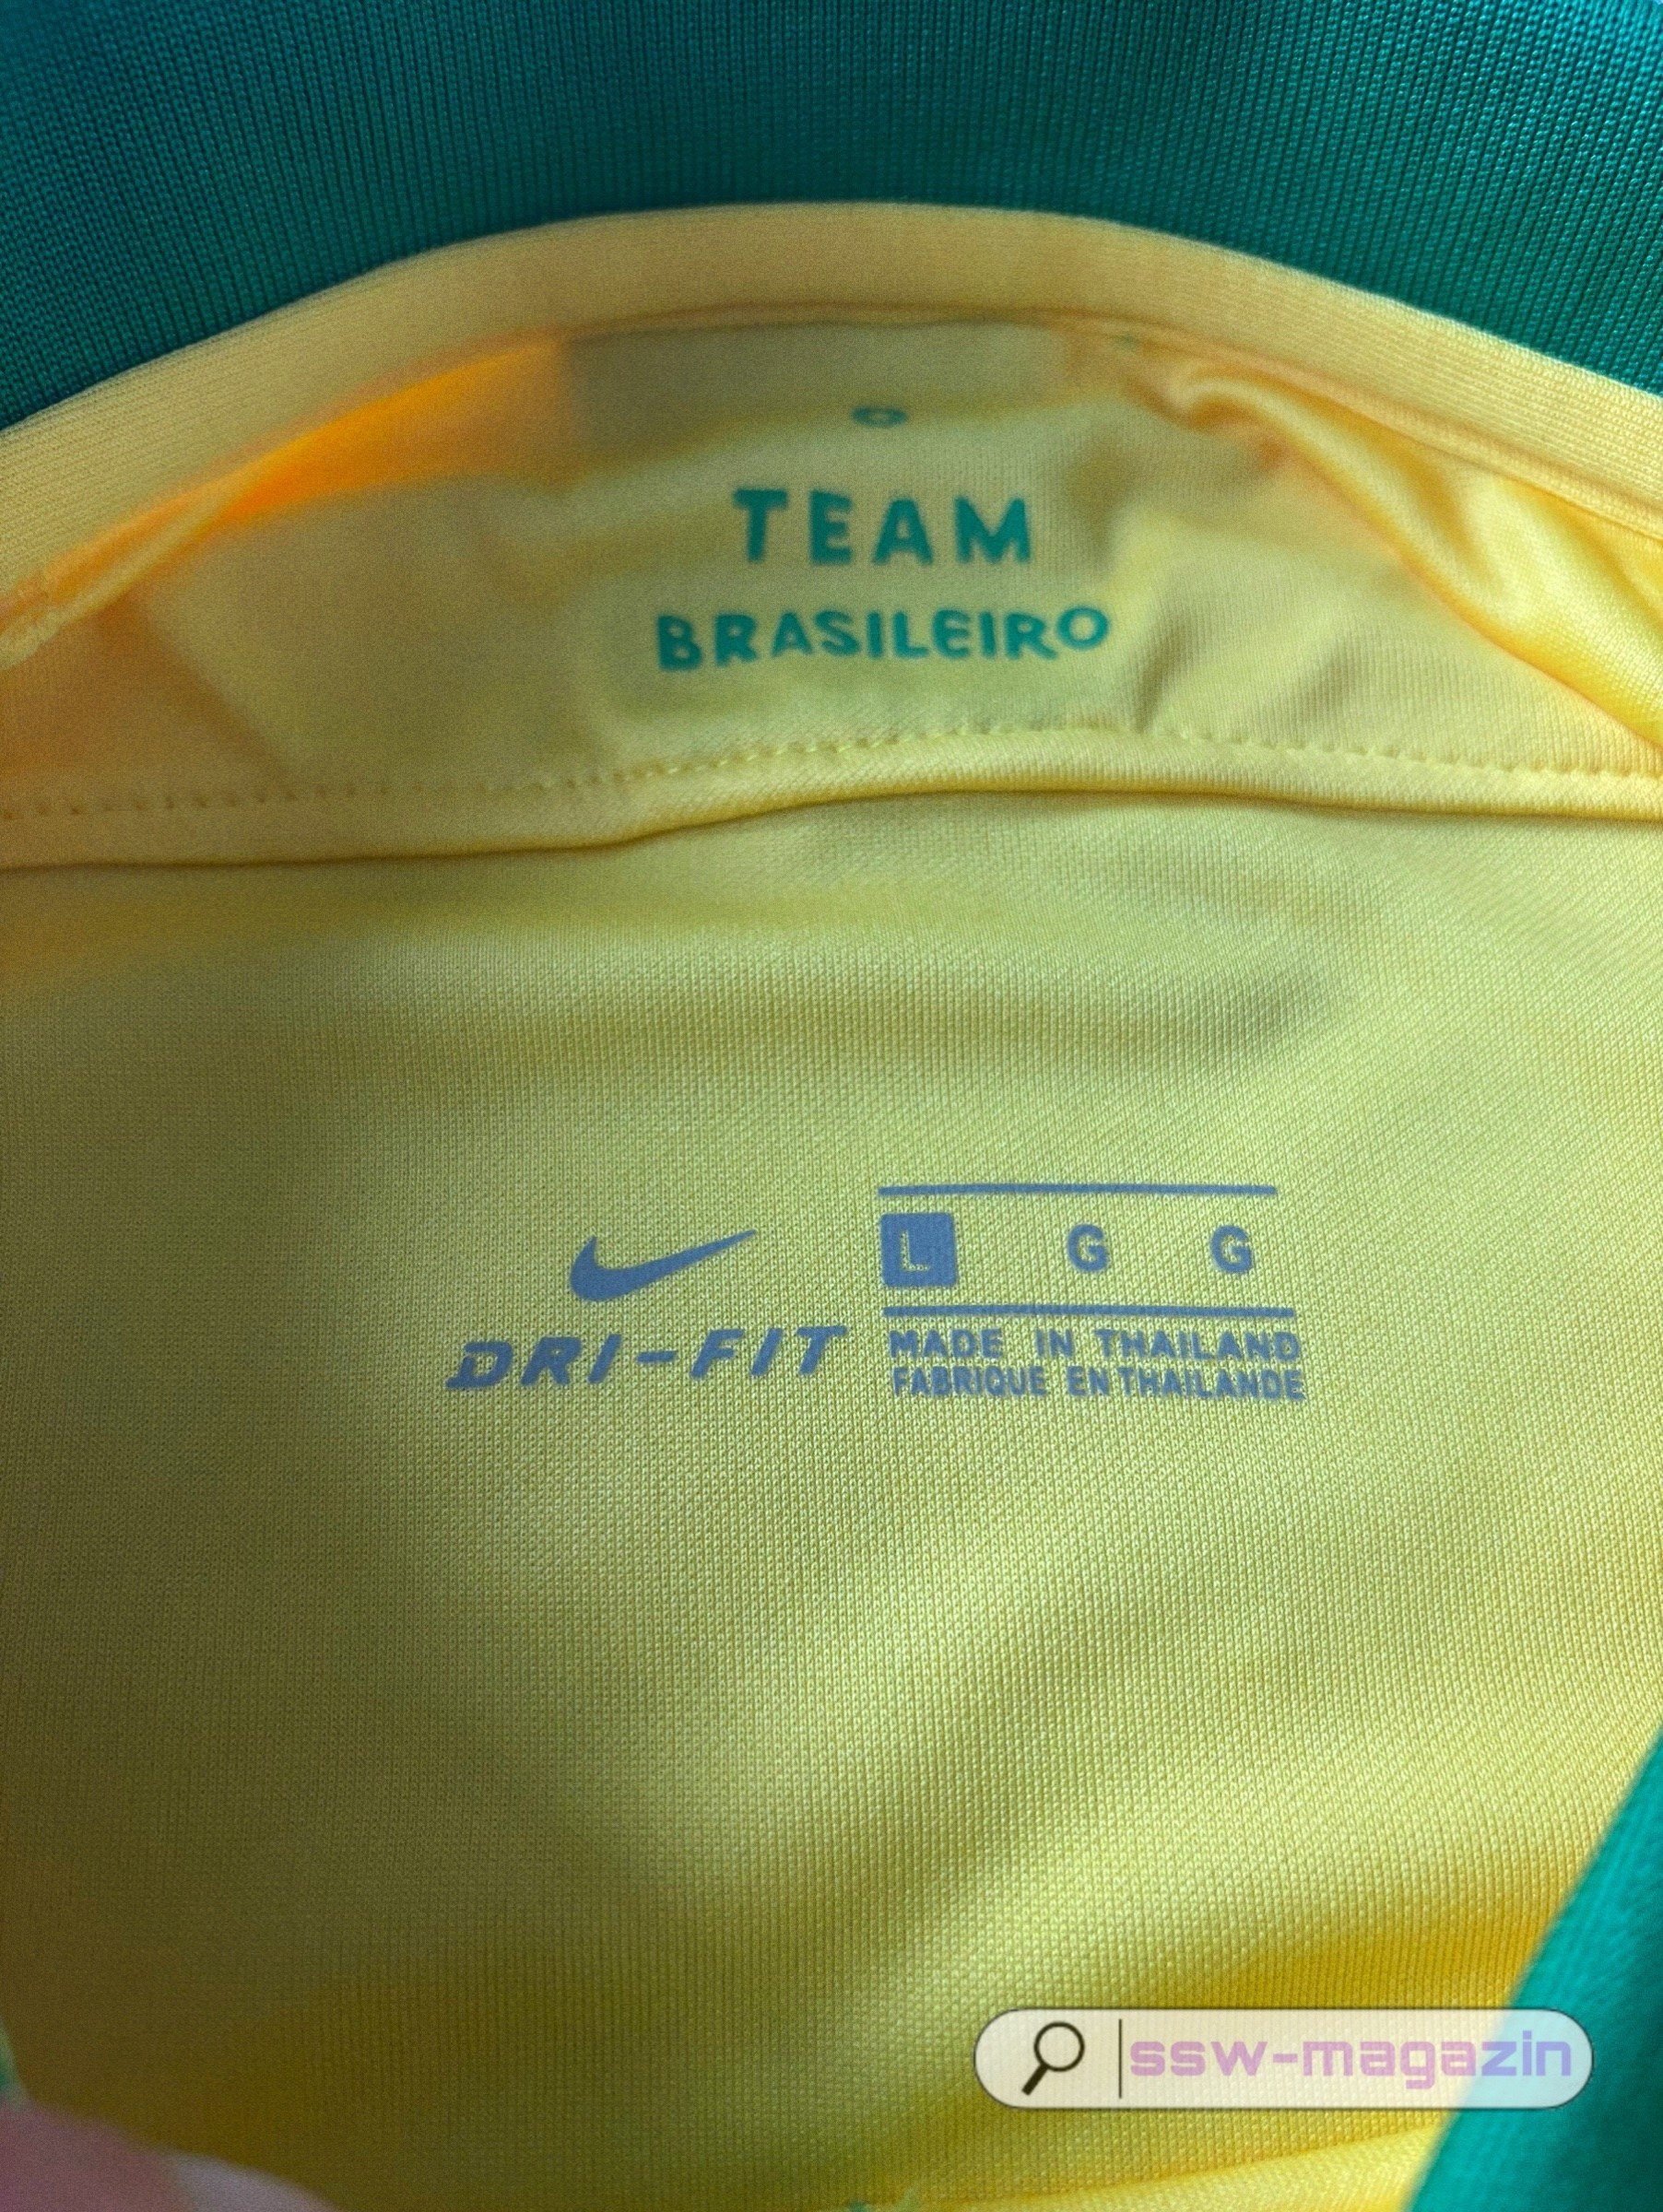 TEAM
BRASILEIRO
L G G
DRI-FIT
MADE IN THAILAND
FABRIQUE EN THAILANDE
ssw-magazin